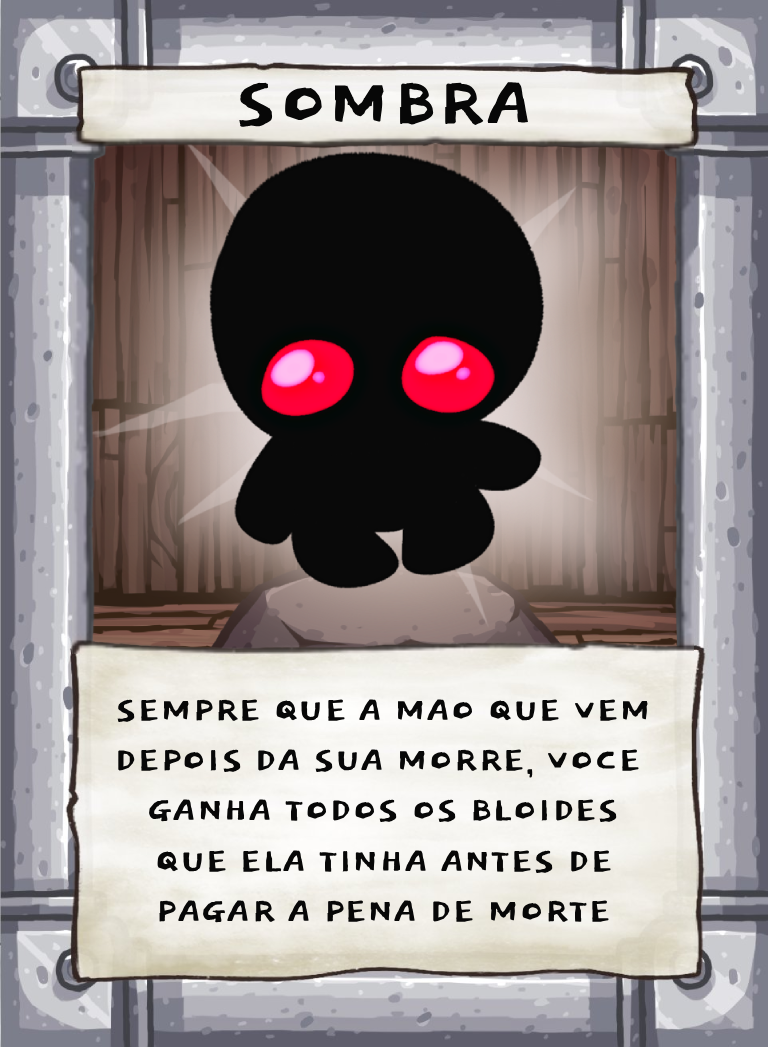 SOMBRA
SEMPRE QUE A MAO QUE VEM
DEPOIS DA SUA MORRE, VOCE
GANHA TODOS OS BLOIDES
QUE ELA TINHA ANTES DE
PAGAR A PENA DE MORTE